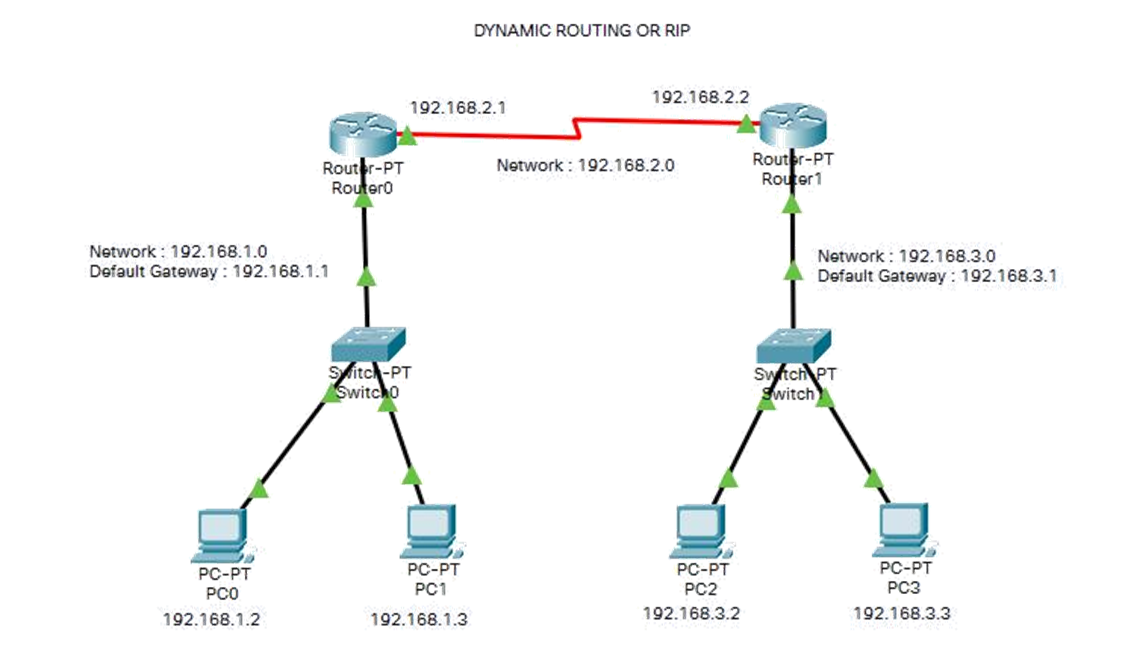 DYNAMIC ROUTING OR RIP
192.168.2.1
192.168.2.2
Router-PT
Router0
Network : 192.168.2.0
Router-PT
Router1
Network : 192.168.1.0
Default Gateway : 192.168.1.1
Network : 192.168.3.0
Default Gateway : 192.168.3.1
Switch-PT
Switch0
Switch-PT
Switch1
PC-PT
PC0
192.168.1.2
PC-PT
PC1
192.168.1.3
PC-PT
PC2
192.168.3.2
PC-PT
PC3
192.168.3.3